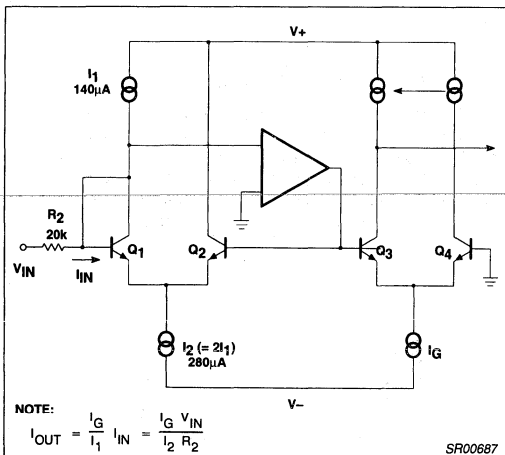 V+
I1
140µA
R2
20k
VIN
IIN
Q1
Q2
Q3
Q4
I2 (= 2I1)
280µA
IG
V–
NOTE:
IOUT = IG / I1 IIN = IG VIN / I2 R2
SR00687